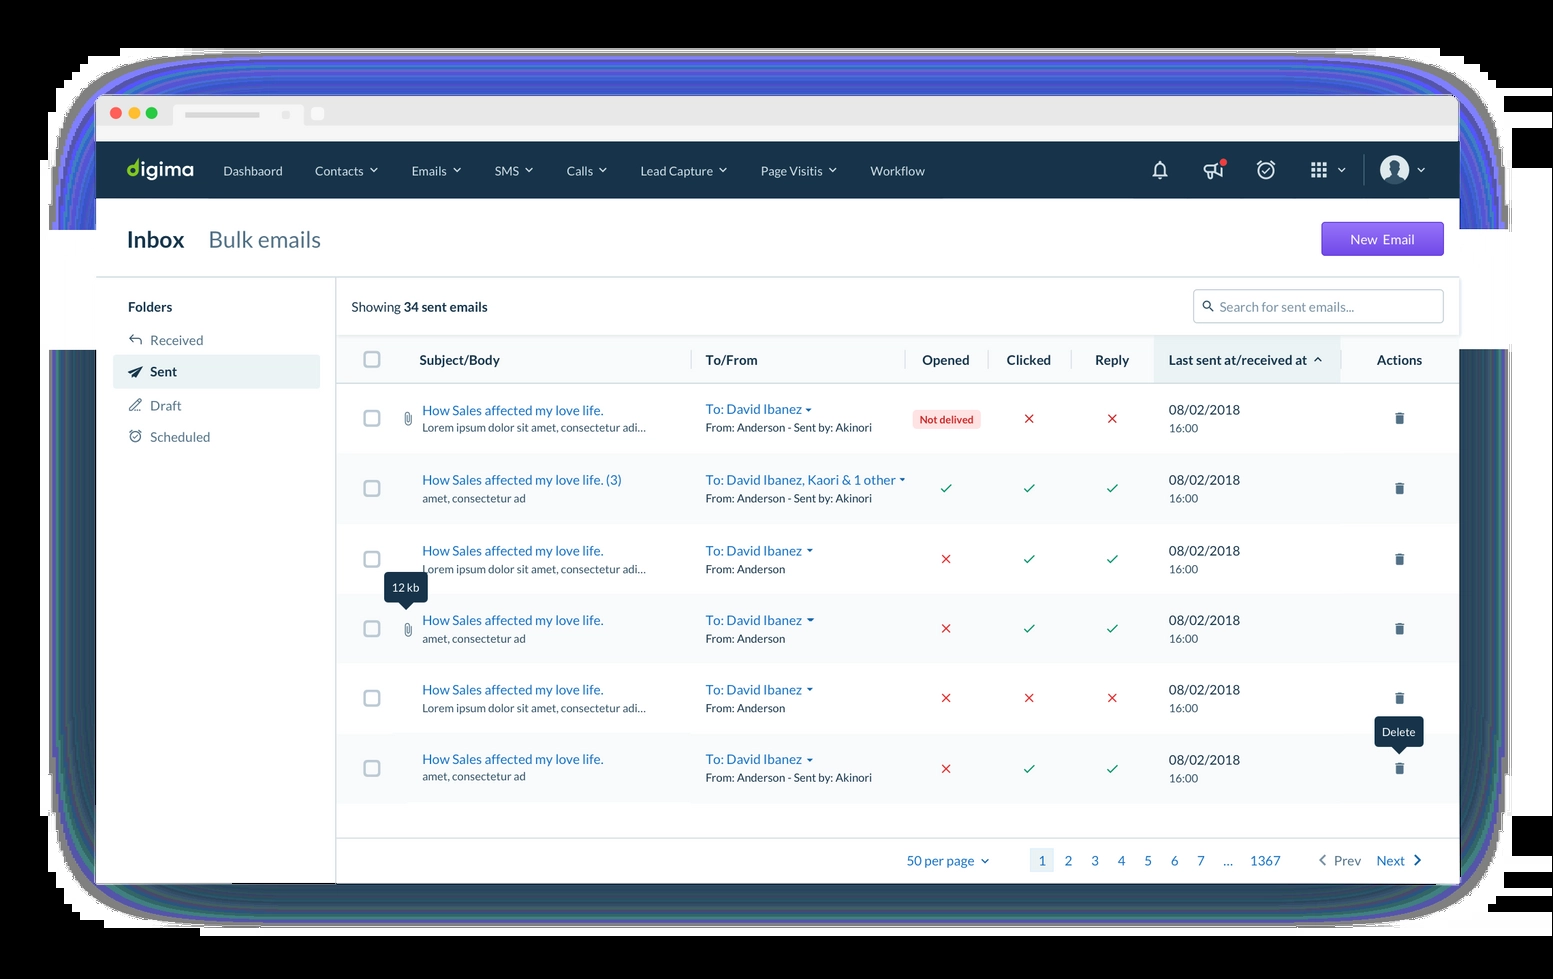 digima Dashbaord Contacts Emails SMS Calls Lead Capture Page Visitis Workflow
Inbox Bulk emails New Email
Folders
Received
Sent
Draft
Scheduled
Showing 34 sent emails Search for sent emails...
Subject/Body To/From Opened Clicked Reply Last sent at/received at Actions
How Sales affected my love life. To: David Ibanez Not delived 08/02/2018
Lorem ipsum dolor sit amet, consectetur adi... From: Anderson - Sent by: Akinori 16:00
How Sales affected my love life. (3) To: David Ibanez, Kaori & 1 other 08/02/2018
amet, consectetur ad From: Anderson - Sent by: Akinori 16:00
How Sales affected my love life. To: David Ibanez 08/02/2018
Lorem ipsum dolor sit amet, consectetur adi... From: Anderson 16:00
12 kb
How Sales affected my love life. To: David Ibanez 08/02/2018
amet, consectetur ad From: Anderson 16:00
How Sales affected my love life. To: David Ibanez 08/02/2018
Lorem ipsum dolor sit amet, consectetur adi... From: Anderson 16:00
Delete
How Sales affected my love life. To: David Ibanez 08/02/2018
amet, consectetur ad From: Anderson - Sent by: Akinori 16:00
50 per page 1 2 3 4 5 6 7 ... 1367 Prev Next